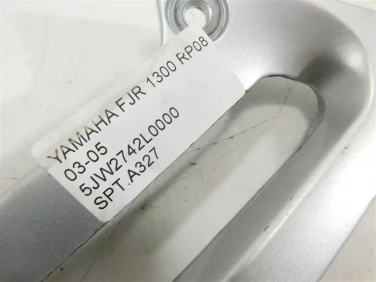 YAMAHA FJR 1300 RP08
03-05
5JW2742L0000
SPT.A327